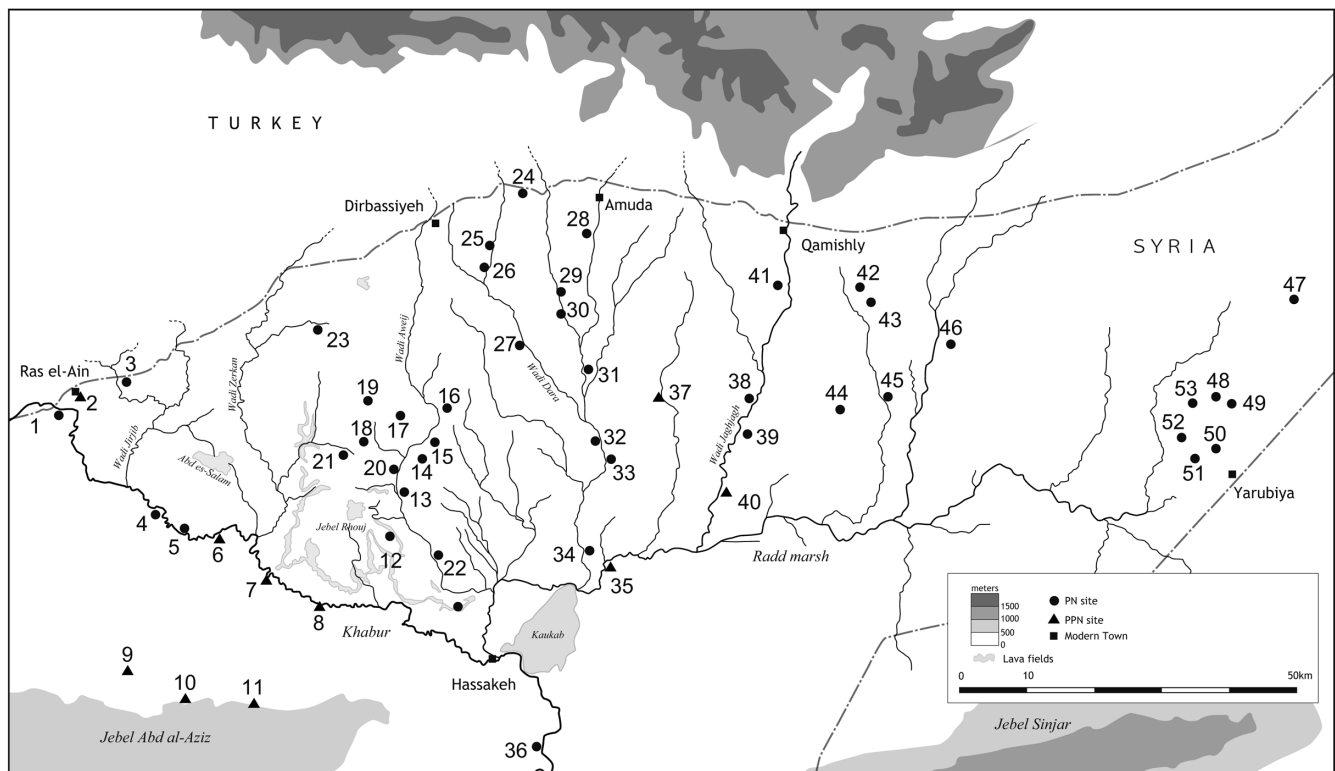 TURKEY
24
Dirbassiyeh
Amuda
28
25
26
Qamishly
SYRIA
41
42
43
47
29
30
46
23
27
Wadi Aweij
Ras el-Ain
3
2
1
Wadi Zerkan
Wadi Dara
31
37
38
39
Wadi Jaghjagh
44
45
53
48
49
52
50
51
Yarubiya
19
16
17
18
21
20
14
15
13
32
33
40
Wadi Jirjib
Abd es-Salam
4
5
6
Jebel Rhouj
12
22
34
35
Radd marsh
7
8
Khabur
Kaukab
Hassakeh
9
10
11
Jebel Abd al-Aziz
36
Jebel Sinjar
meters
1500
1000
500
0
PN site
PPN site
Modern Town
Lava fields
0
10
50km